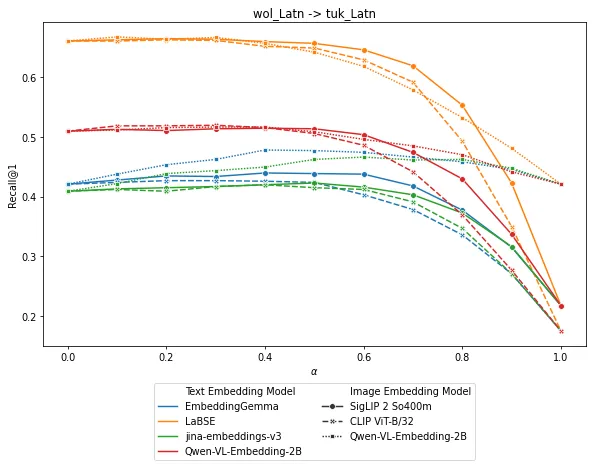 wol_Latn -> tuk_Latn
Recall@1
0.6
0.5
0.4
0.3
0.2
0.0 0.2 0.4 0.6 0.8 1.0
α
Text Embedding Model Image Embedding Model
EmbeddingGemma SigLIP 2 So400m
LaBSE CLIP ViT-B/32
jina-embeddings-v3 Qwen-VL-Embedding-2B
Qwen-VL-Embedding-2B